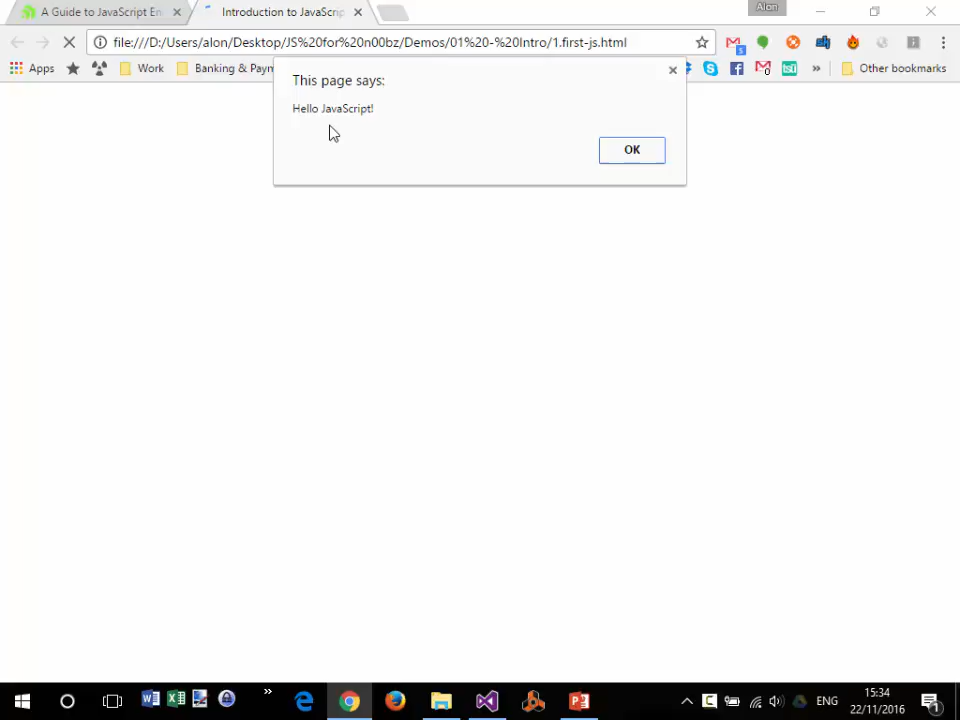 A Guide to JavaScript En
Introduction to JavaScrip
Alon
file:///D:/Users/alon/Desktop/JS%20for%20n00bz/Demos/01%20-%20Intro/1.first-js.html
Apps
Work
Banking & Paym
Other bookmarks
This page says:
Hello JavaScript!
OK
ENG
15:34
22/11/2016